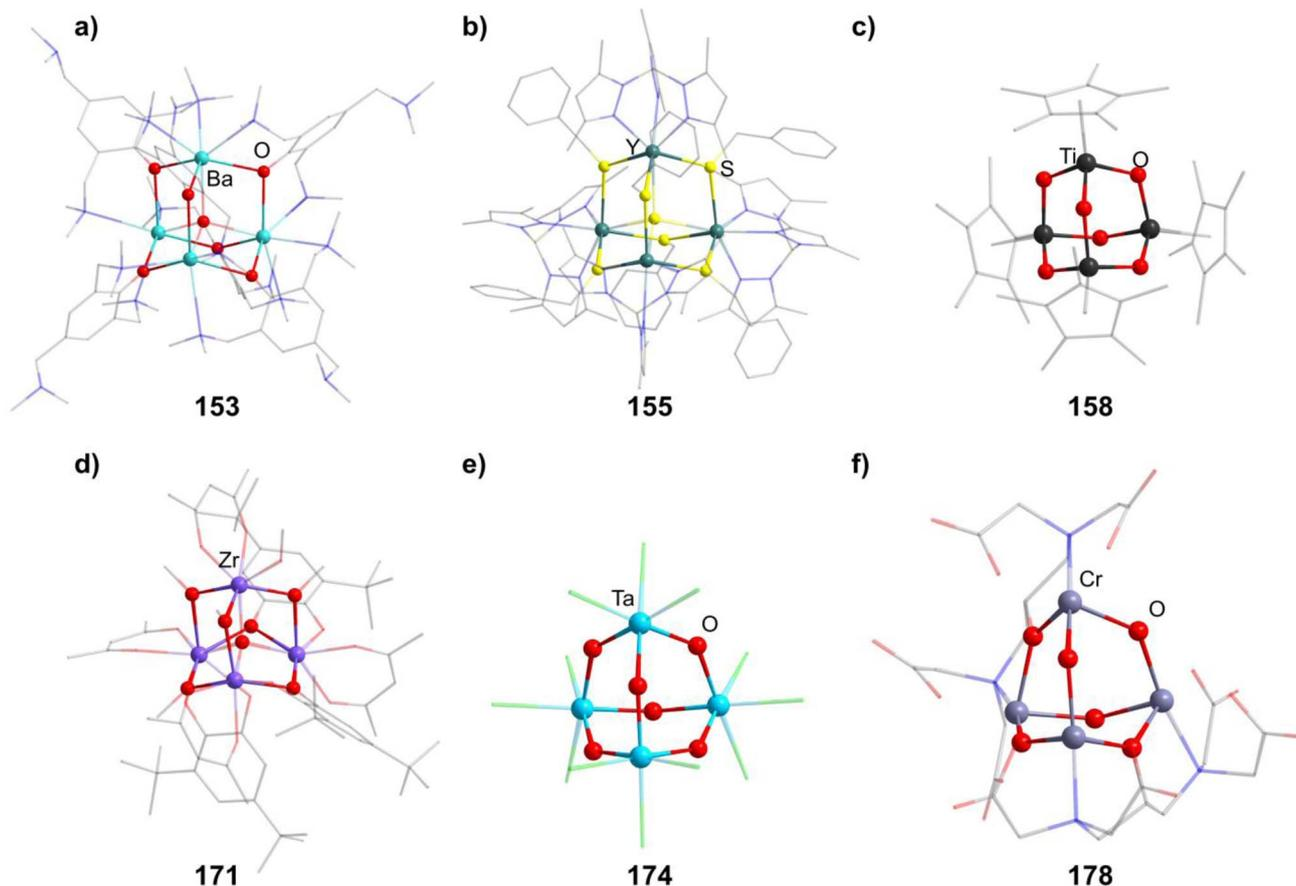 a) b) c)
O Ba
Y S
Ti O
153 155 158
d) e) f)
Zr
Ta O
Cr O
171 174 178